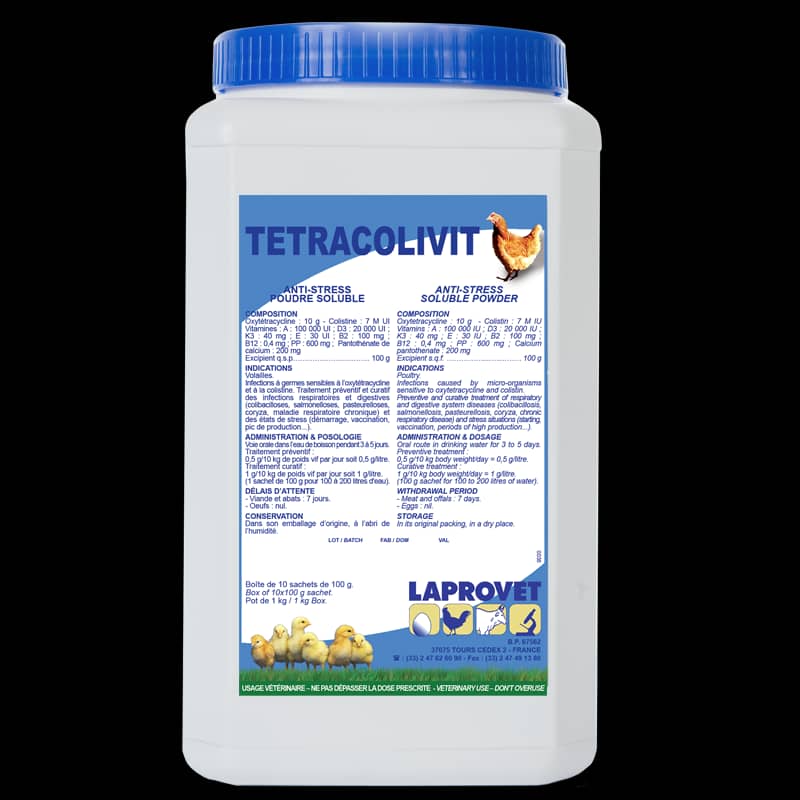 TETRACOLIVIT
ANTI-STRESS
POUDRE SOLUBLE
COMPOSITION
Oxytétracycline : 10 g - Colistine : 7 M UI
Vitamines : A : 100 000 UI ; D3 : 20 000 UI ;
K3 : 40 mg ; E : 30 UI ; B2 : 100 mg ;
B12 : 0,4 mg ; PP : 600 mg ; Pantothénate de
calcium : 200 mg
Excipient q.s.p. 100 g
INDICATIONS
Volailles.
Infections à germes sensibles à l'oxytétracycline
et à la colistine. Traitement préventif et curatif
des infections respiratoires et digestives
(colibacilloses, salmonelloses, pasteurelloses,
coryza, maladie respiratoire chronique) et
des états de stress (démarrage, vaccination,
pic de production...).
ADMINISTRATION & POSOLOGIE
Voie orale dans l'eau de boisson pendant 3 à 5 jours.
Traitement préventif :
0,5 g/10 kg de poids vif par jour soit 0,5 g/litre.
Traitement curatif :
1 g/10 kg de poids vif par jour soit 1 g/litre.
(1 sachet de 100 g pour 100 à 200 litres d'eau).
DÉLAIS D'ATTENTE
- Viande et abats : 7 jours.
- Oeufs : nul.
CONSERVATION
Dans son emballage d'origine, à l'abri de
l'humidité.
ANTI-STRESS
SOLUBLE POWDER
COMPOSITION
Oxytetracycline : 10 g - Colistin : 7 M IU
Vitamins : A : 100 000 IU ; D3 : 20 000 IU ;
K3 : 40 mg ; E : 30 IU , B2 : 100 mg ;
B12 : 0,4 mg ; PP : 600 mg ; Calcium
pantothenate : 200 mg
Excipient s.q.f. 100 g
INDICATIONS
Poultry.
Infections caused by micro-organisms
sensitive to oxytetracycline and colistin.
Preventive and curative treatment of respiratory
and digestive system diseases (colibacillosis,
salmonellosis, pasteurellosis, coryza, chronic
respiratory disease) and stress situations (starting,
vaccination, periods of high production...).
ADMINISTRATION & DOSAGE
Oral route in drinking water for 3 to 5 days.
Preventive treatment :
0,5 g/10 kg body weight/day = 0,5 g/litre.
Curative treatment :
1 g/10 kg body weight/day = 1 g/litre.
(100 g sachet for 100 to 200 litres of water).
WITHDRAWAL PERIOD
- Meat and offals : 7 days.
- Eggs : nil.
STORAGE
In its original packing, in a dry place.
LOT / BATCH FAB / DOM VAL
Boîte de 10 sachets de 100 g.
Box of 10x100 g sachet.
Pot de 1 kg / 1 kg Box.
LAPROVET
B.P. 67562
37075 TOURS CEDEX 2 - FRANCE
: (33) 2 47 62 60 90 - Fax : (33) 2 47 49 13 80
USAGE VÉTÉRINAIRE – NE PAS DÉPASSER LA DOSE PRESCRITE - VETERINARY USE – DON'T OVERUSE